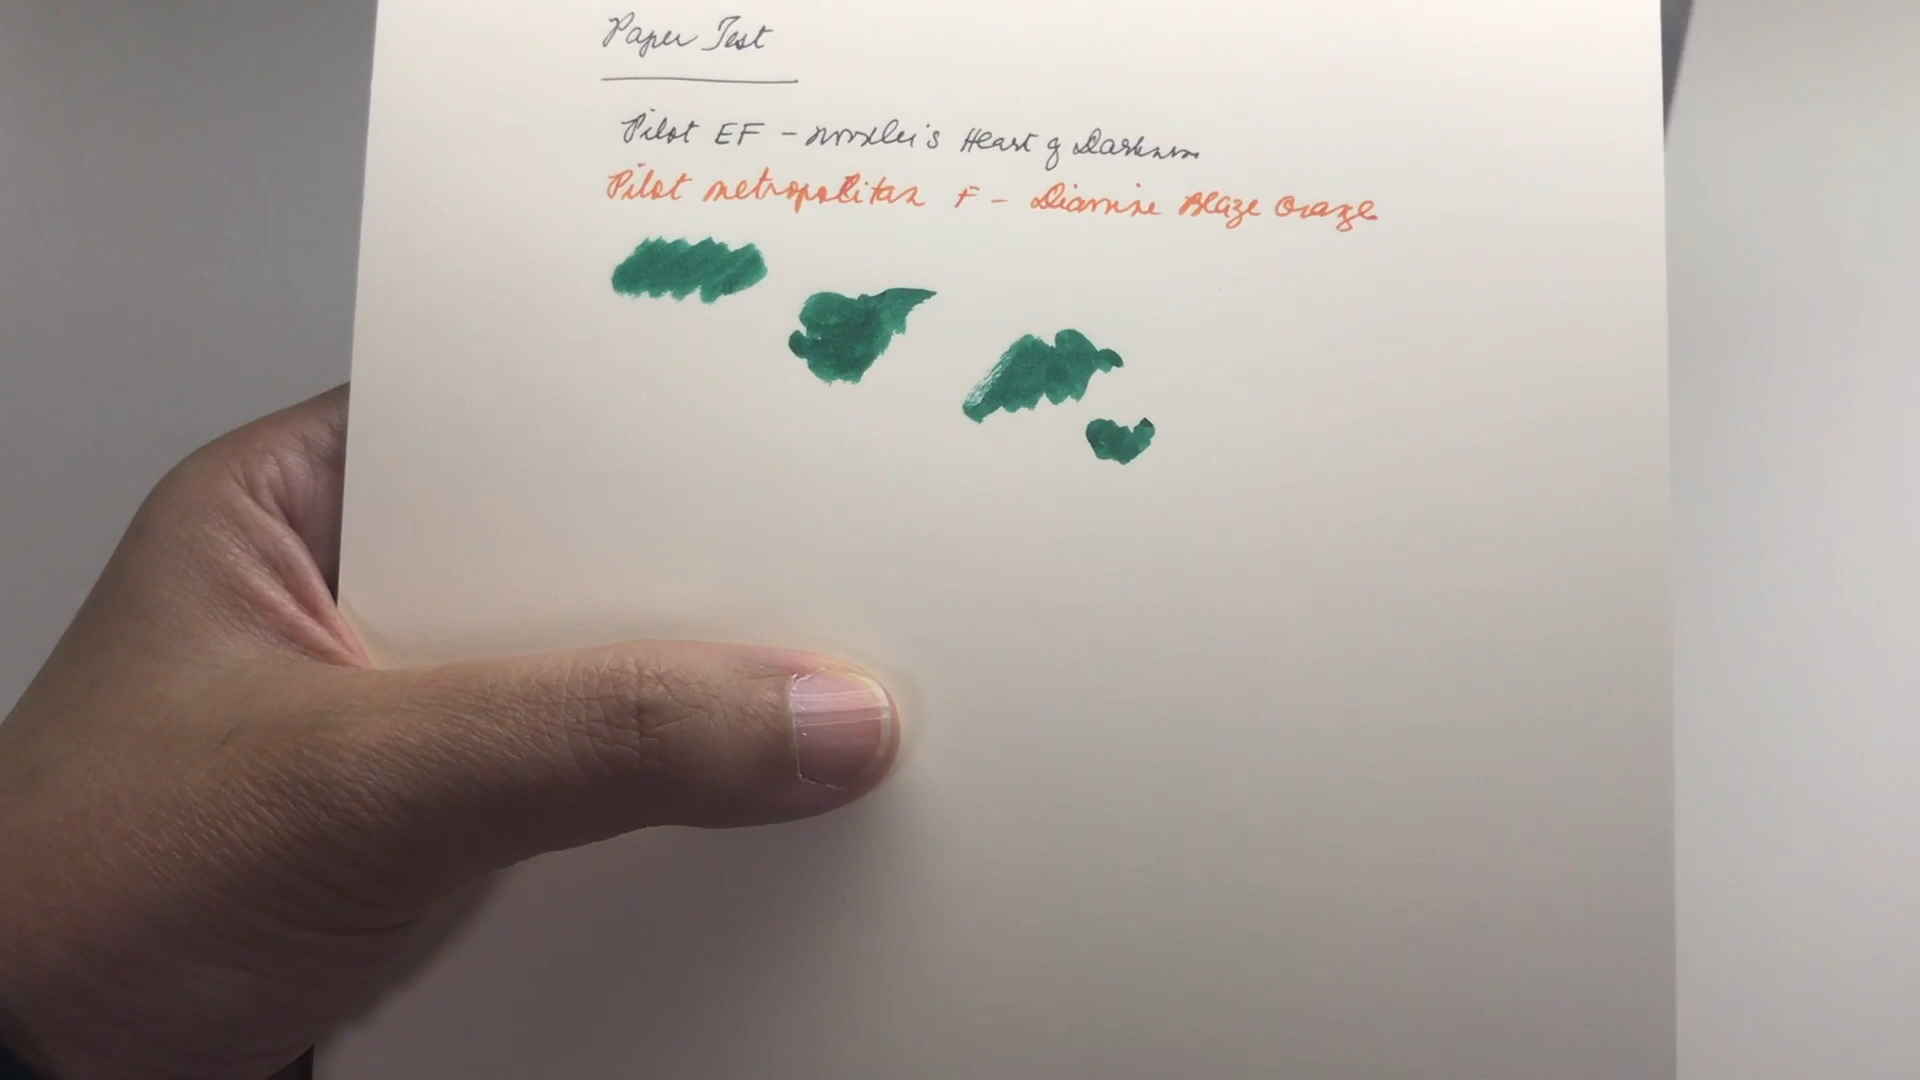 Paper Test
Pilot EF - Noodler's Heart of Darkness
Pilot Metropolitan F - Diamine Blaze Orange